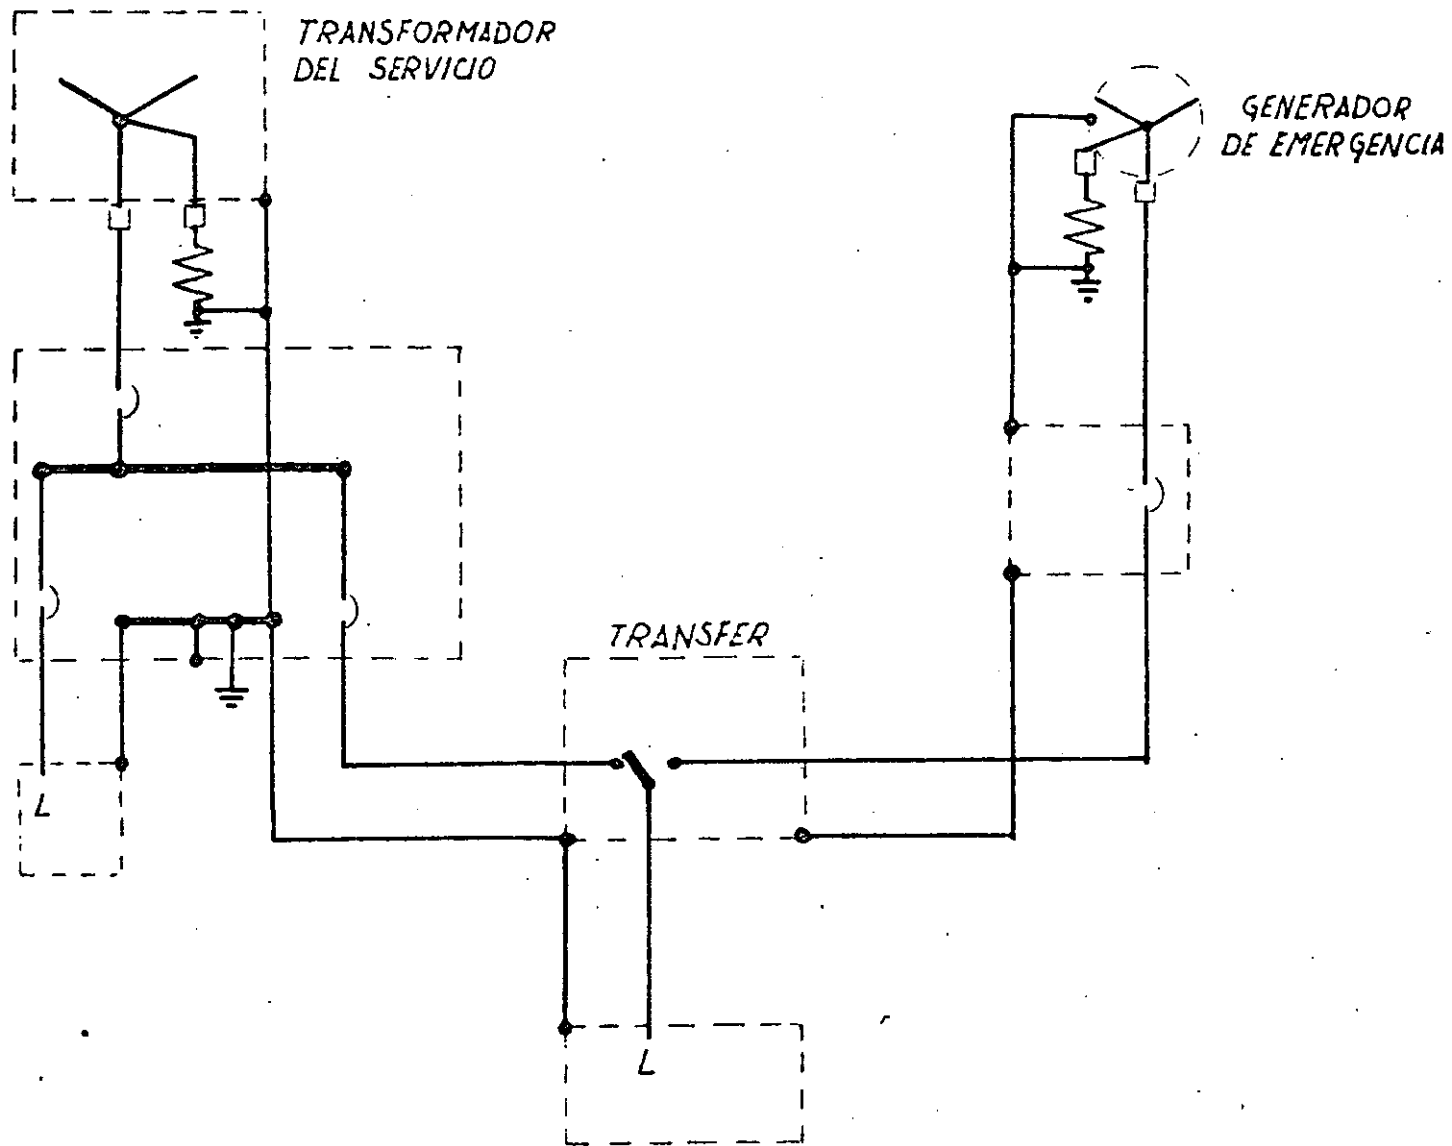 TRANSFORMADOR
DEL SERVICIO
GENERADOR
DE EMERGENCIA
TRANSFER
L
L